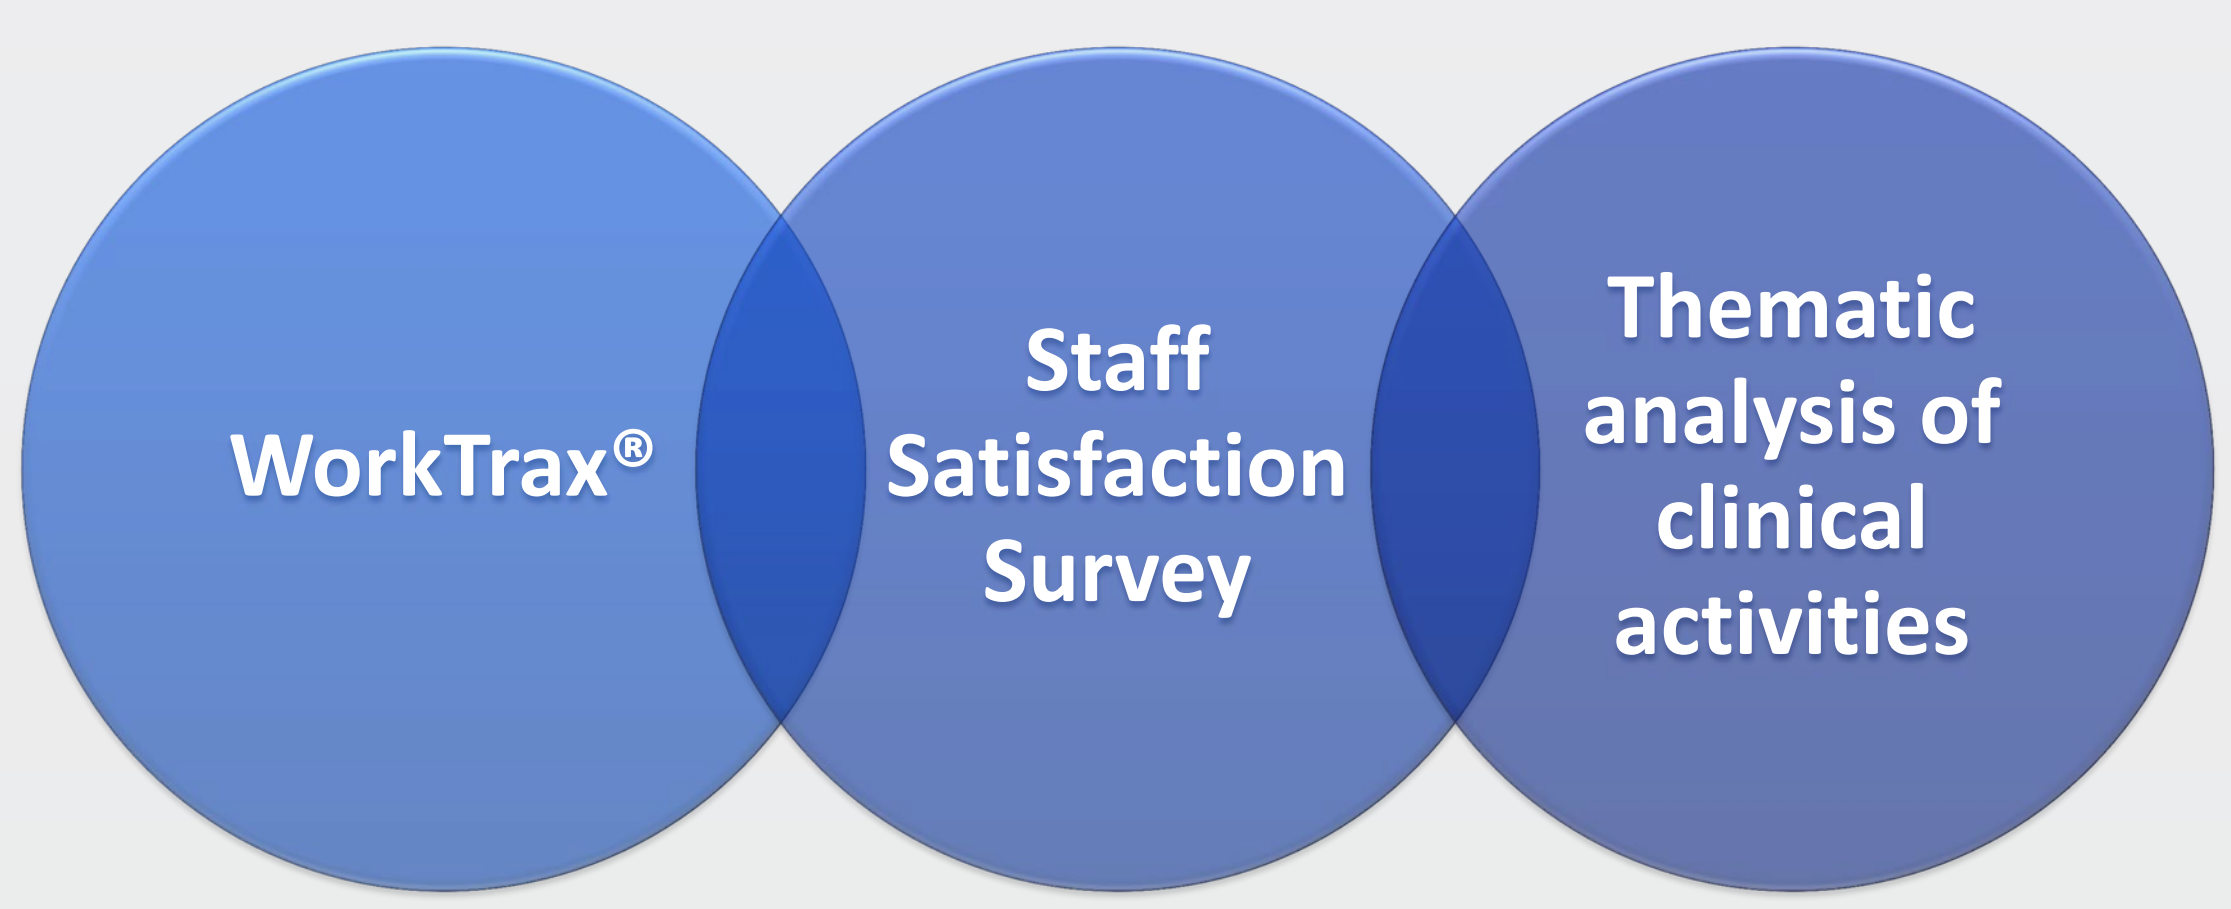 WorkTrax®
Staff
Satisfaction
Survey
Thematic
analysis of
clinical
activities